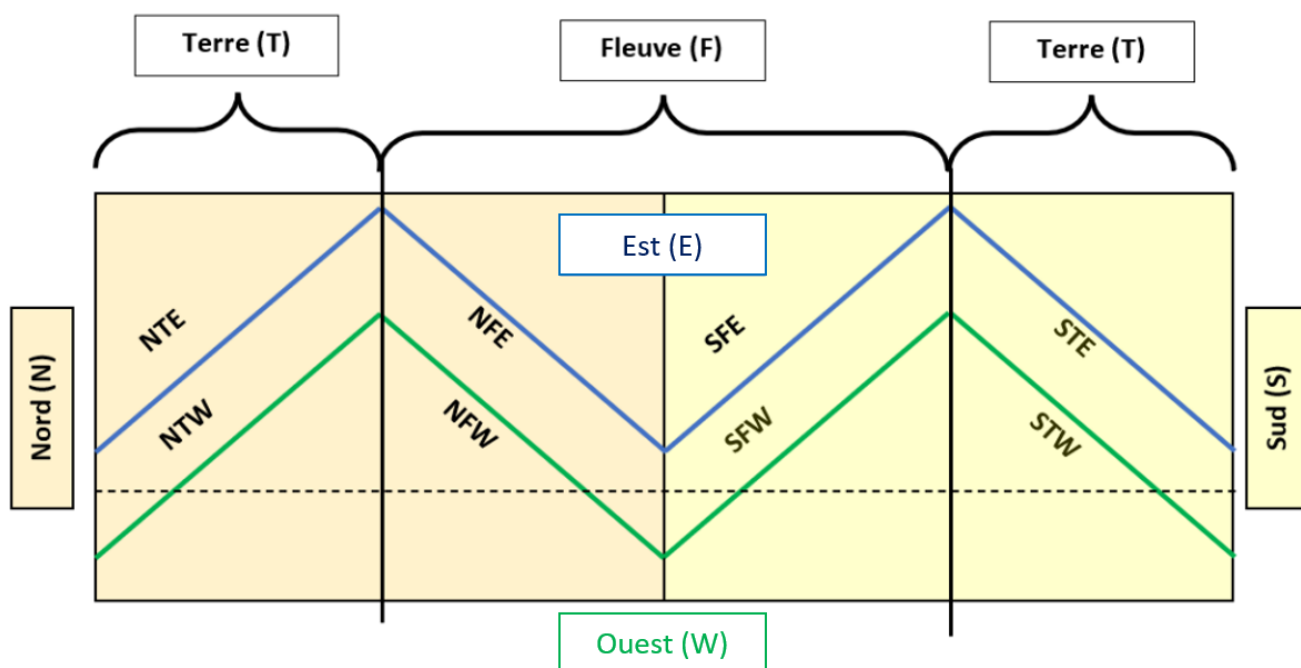 Terre (T)
Fleuve (F)
Terre (T)
Est (E)
NTE
NFE
SFE
STE
Nord (N)
NTW
NFW
SFW
STW
Sud (S)
Ouest (W)